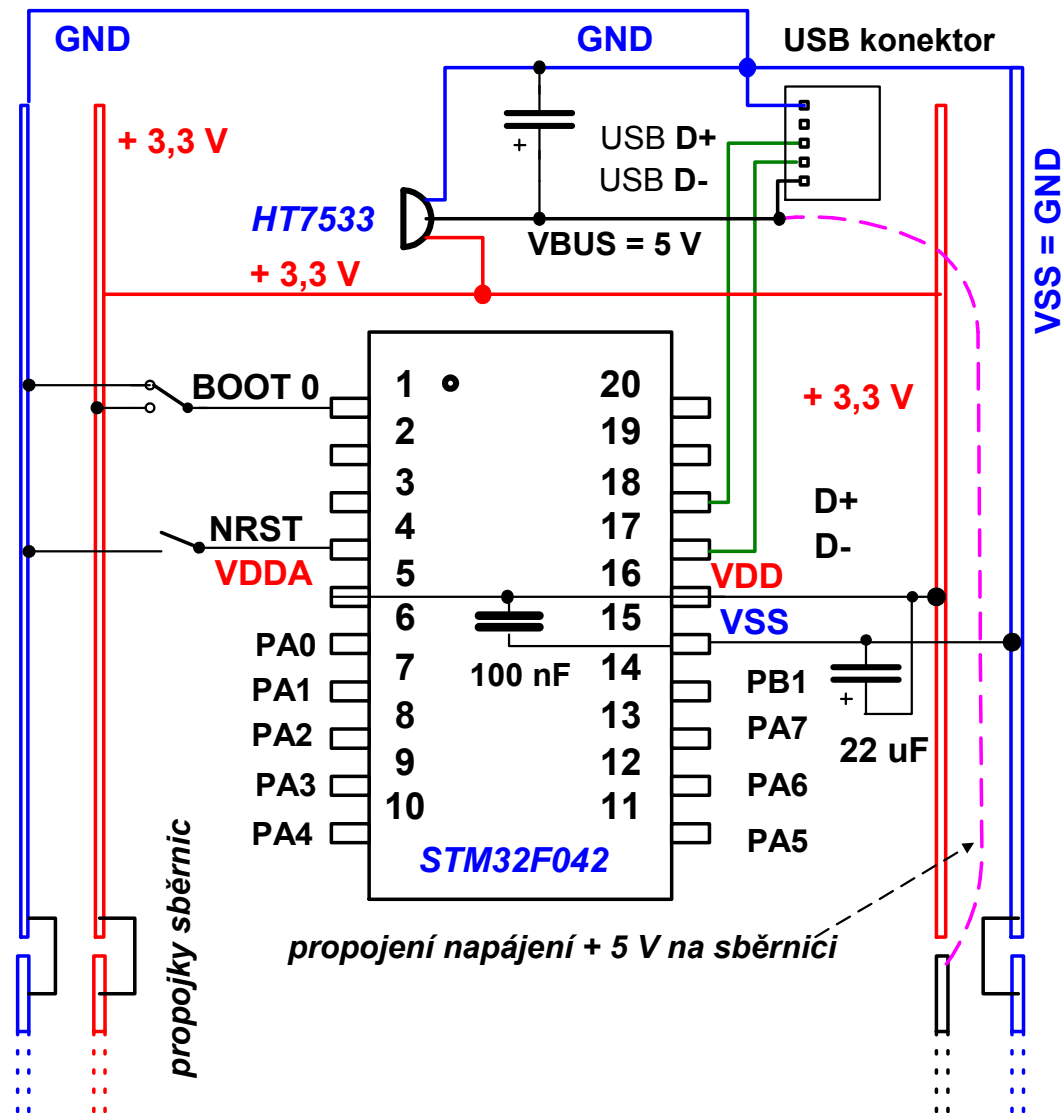 GND
GND
USB konektor
+ 3,3 V
USB D+
USB D-
+
HT7533
VBUS = 5 V
VSS = GND
+ 3,3 V
BOOT 0
1
20
+ 3,3 V
2
19
3
18
D+
NRST
4
17
D-
VDDA
5
16
VDD
6
15
VSS
PA0
7
100 nF
14
PB1
+
PA1
8
13
PA7
22 uF
PA2
9
12
PA6
PA3
10
11
PA5
PA4
STM32F042
propojky sběrnic
propojení napájení + 5 V na sběrnici